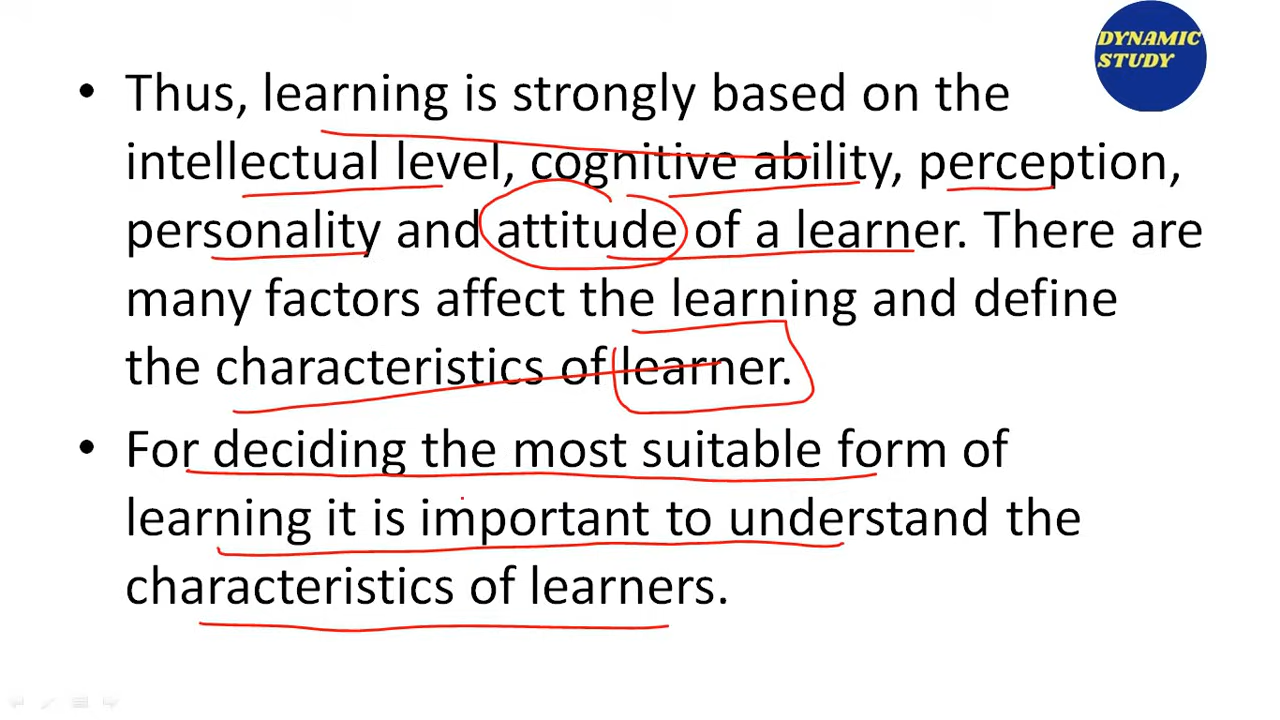 DYNAMIC
STUDY
• Thus, learning is strongly based on the
intellectual level, cognitive ability, perception,
personality and attitude of a learner. There are
many factors affect the learning and define
the characteristics of learner.
• For deciding the most suitable form of
learning it is important to understand the
characteristics of learners.